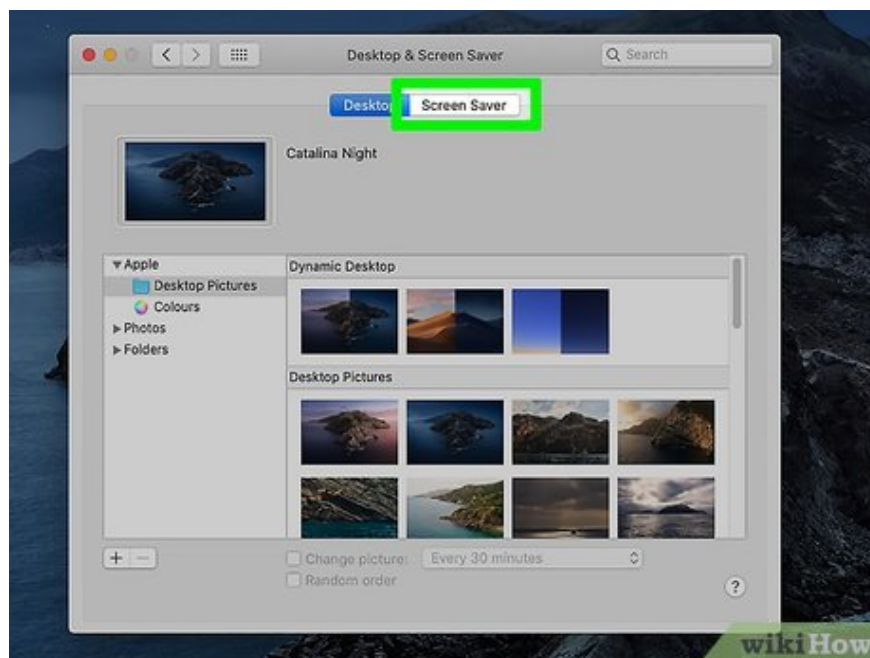 Desktop & Screen Saver
Search
Desktop Screen Saver
Catalina Night
Apple
Desktop Pictures
Colours
Photos
Folders
Dynamic Desktop
Desktop Pictures
+ −
Change picture: Every 30 minutes
Random order
?
wikiHow